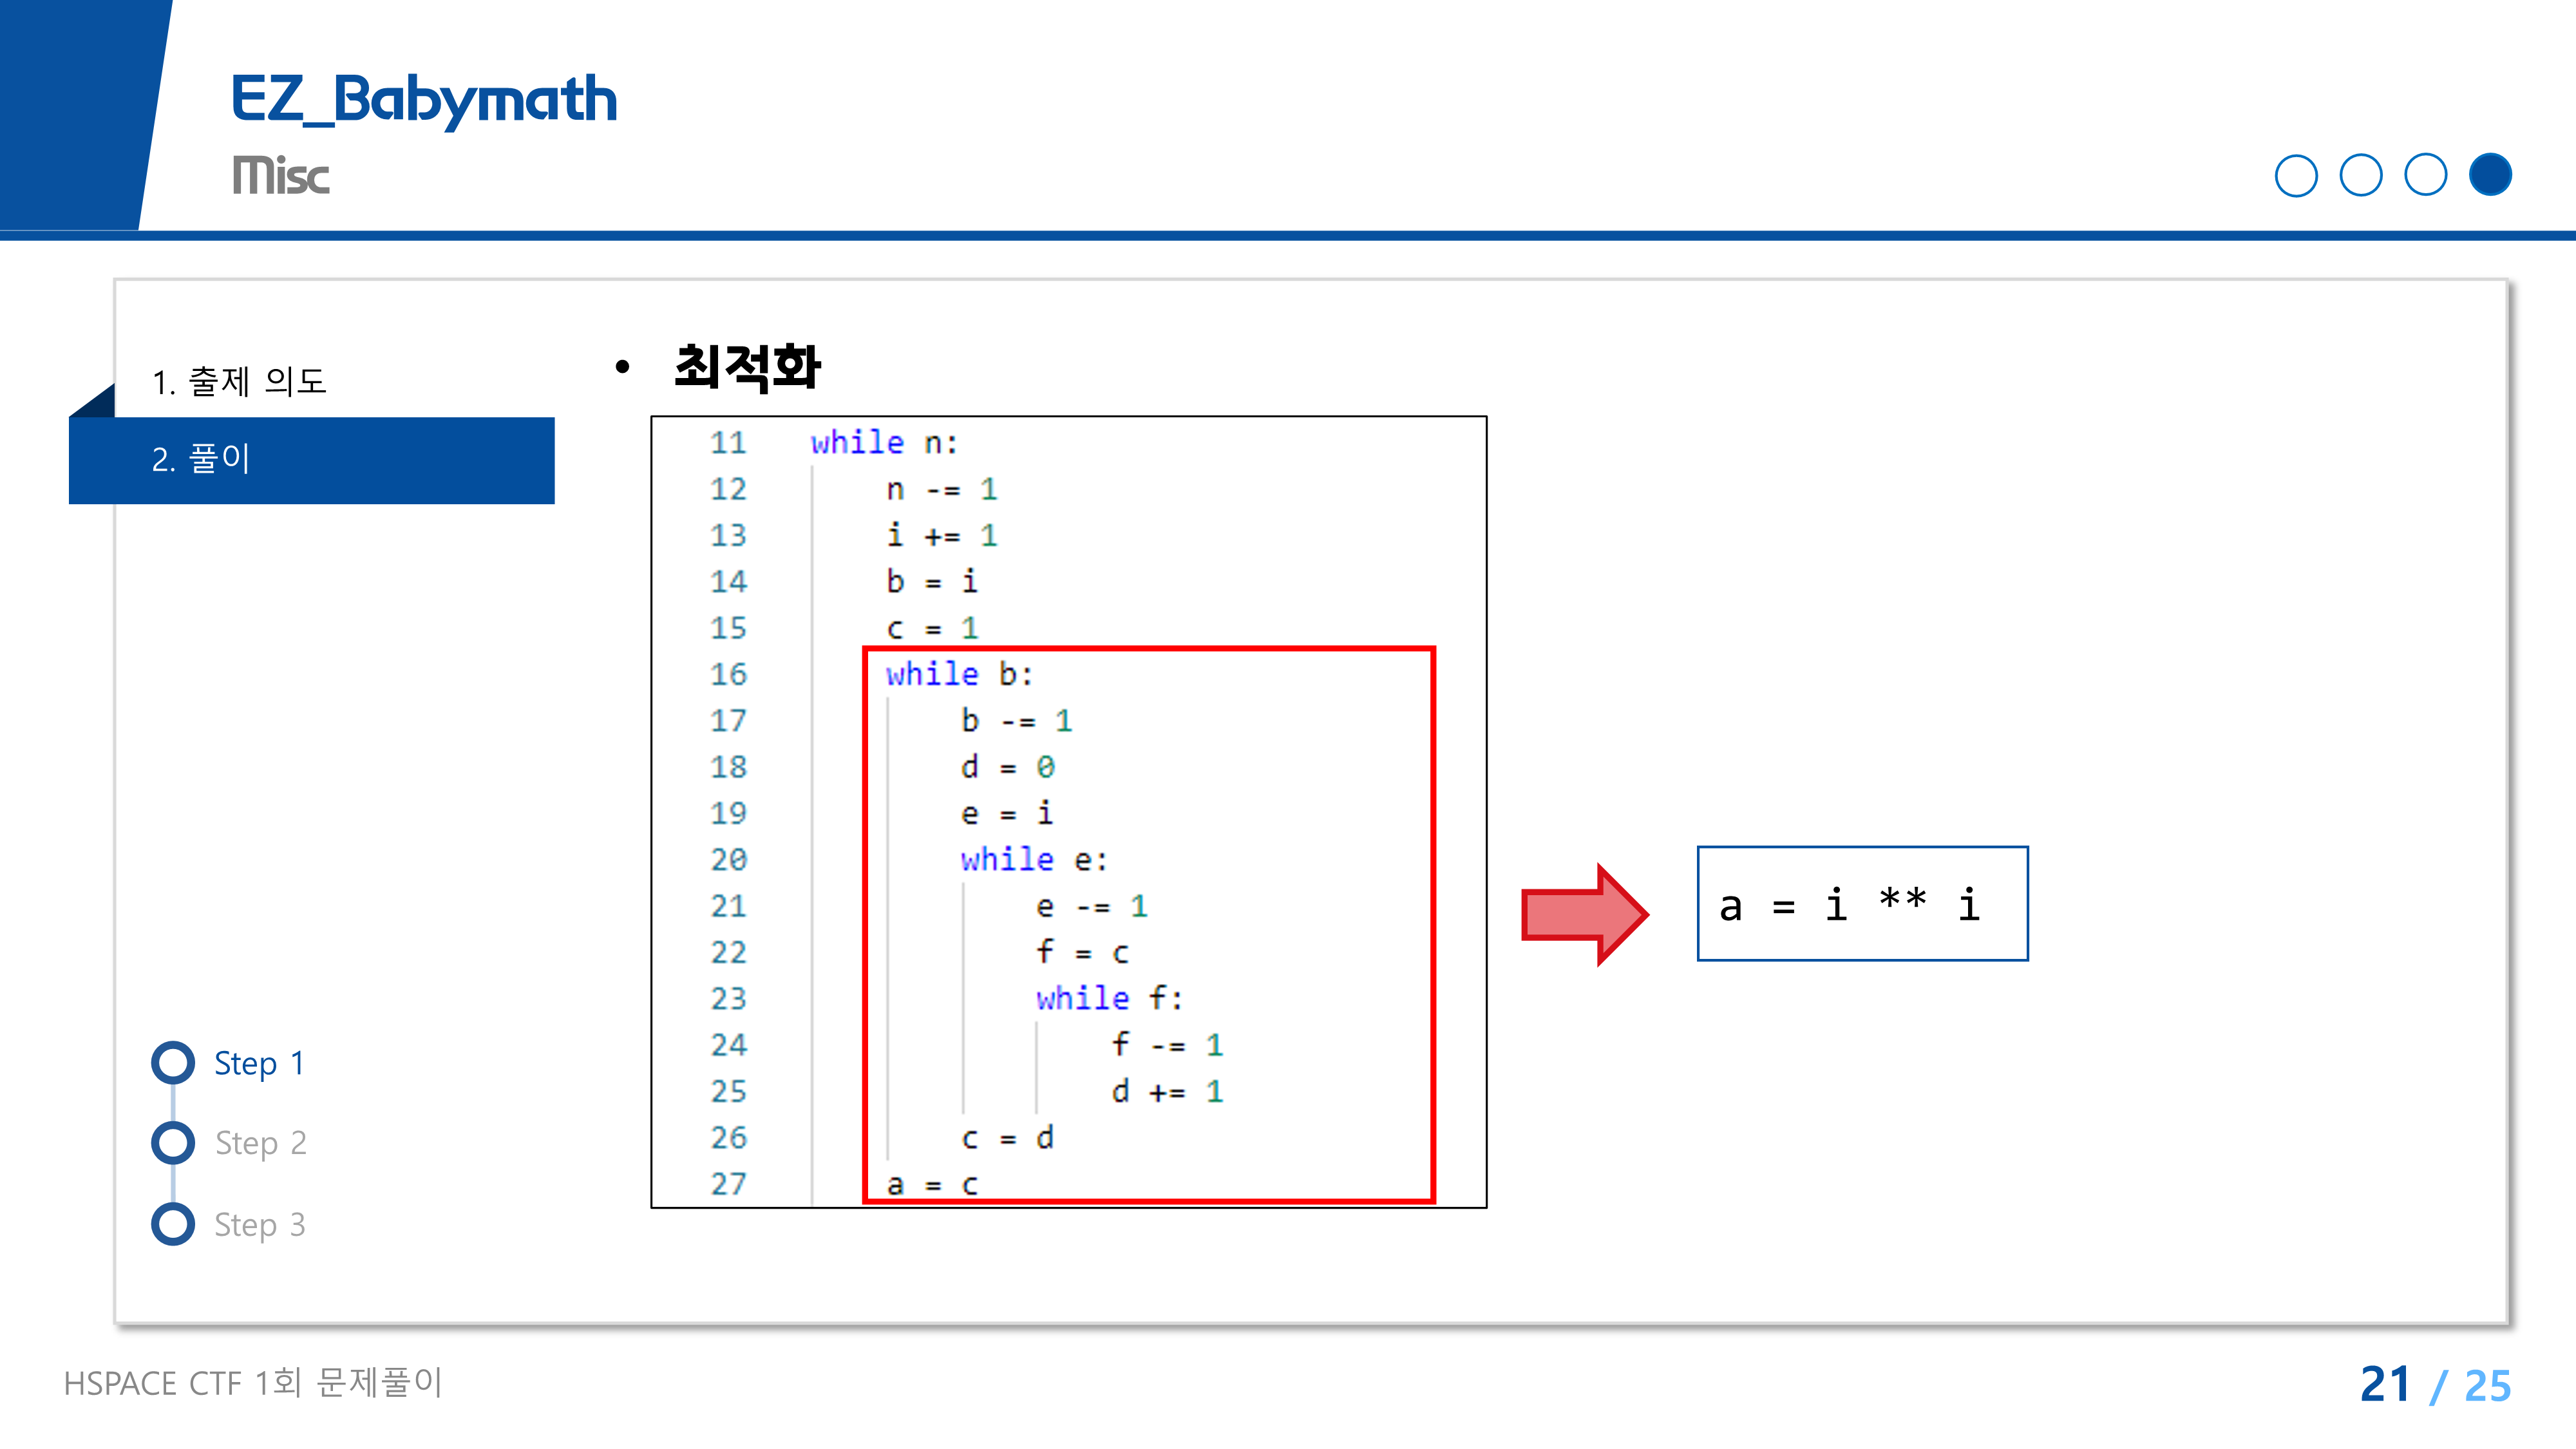 EZ_Babymath
Misc
1. 출제 의도
2. 풀이
Step 1
Step 2
Step 3
• 최적화
11 while n:
12 n -= 1
13 i += 1
14 b = i
15 c = 1
16 while b:
17 b -= 1
18 d = 0
19 e = i
20 while e:
21 e -= 1
22 f = c
23 while f:
24 f -= 1
25 d += 1
26 c = d
27 a = c
a = i ** i
HSPACE CTF 1회 문제풀이
21 / 25